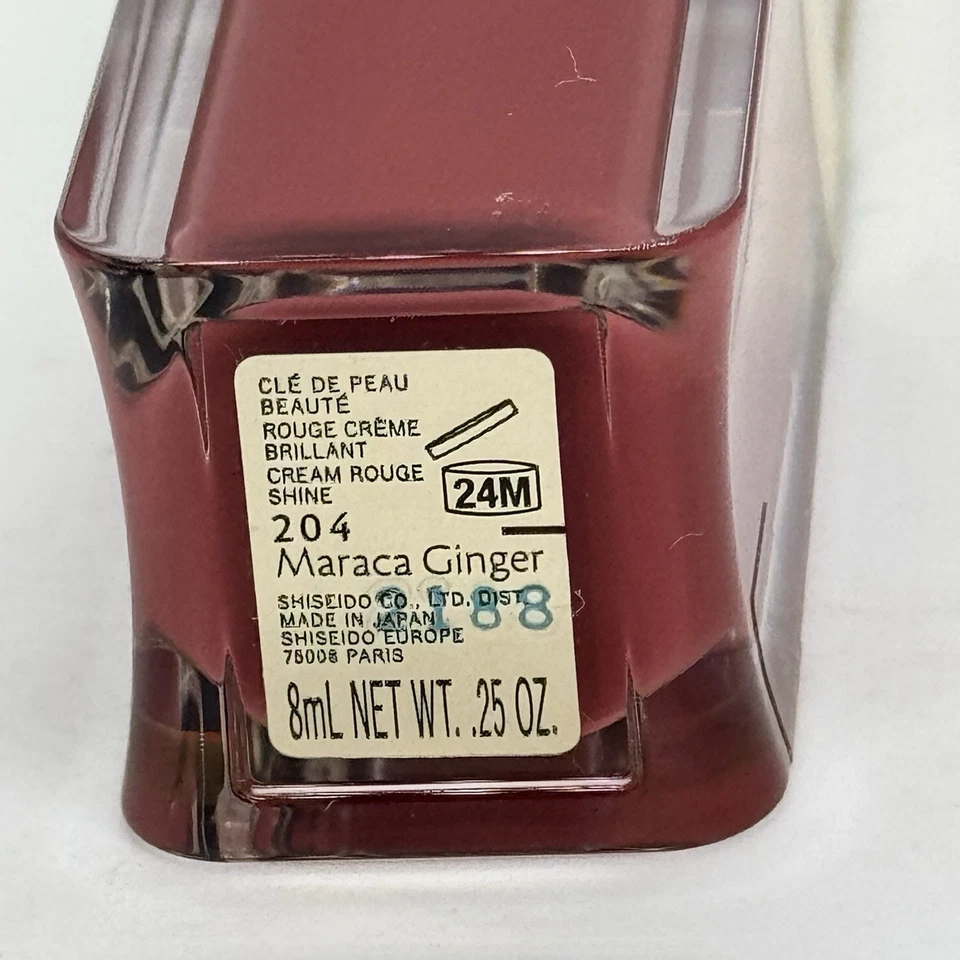 CLÉ DE PEAU
BEAUTÉ
ROUGE CRÈME
BRILLANT
CREAM ROUGE
SHINE
24M
204
Maraca Ginger
SHISEIDO CO., LTD. DIST.
2188
MADE IN JAPAN
SHISEIDO EUROPE
75008 PARIS
8mL NET WT. .25 OZ.